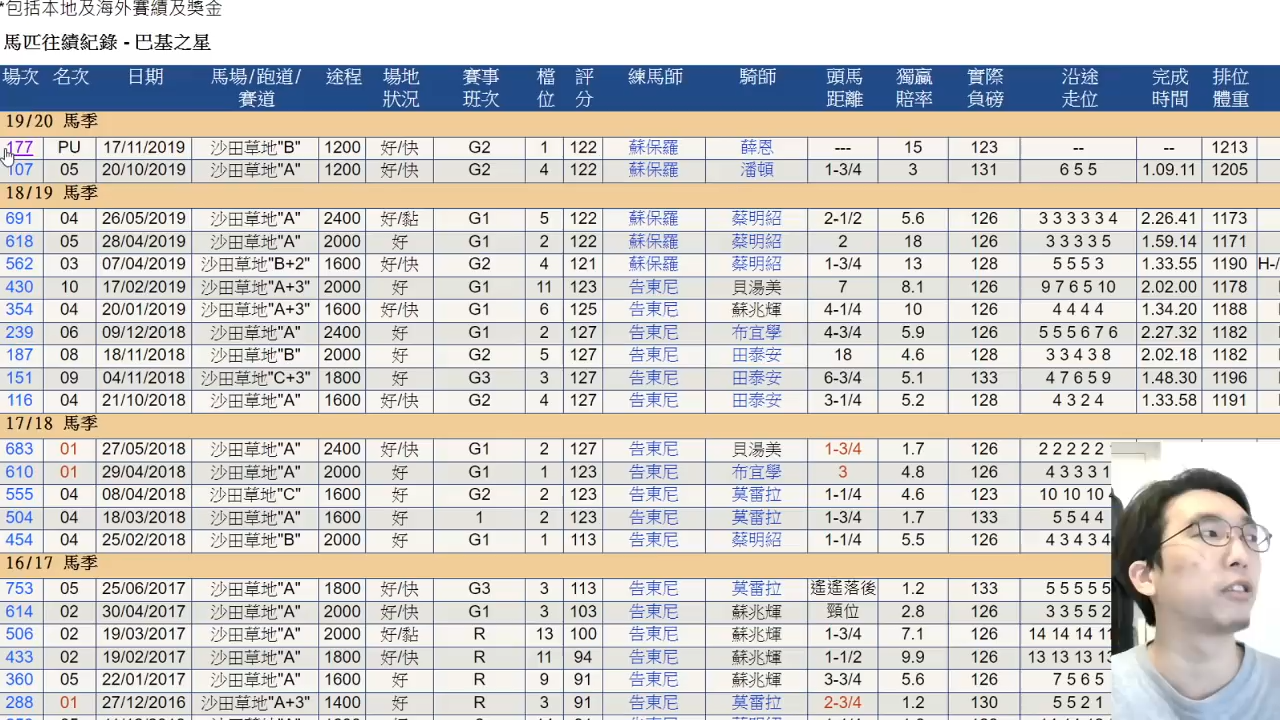 *包括本地及海外賽績及獎金
馬匹往績紀錄 - 巴基之星
場次 名次 日期 馬場/跑道/賽道 途程 場地狀況 賽事班次 檔位 評分 練馬師 騎師 頭馬距離 獨贏賠率 實際負磅 沿途走位 完成時間 排位體重
19/20 馬季
177 PU 17/11/2019 沙田草地"B" 1200 好/快 G2 1 122 蘇保羅 薛恩 --- 15 123 -- -- 1213
107 05 20/10/2019 沙田草地"A" 1200 好/快 G2 4 122 蘇保羅 潘頓 1-3/4 3 131 6 5 5 1.09.11 1205
18/19 馬季
691 04 26/05/2019 沙田草地"A" 2400 好/黏 G1 5 122 蘇保羅 蔡明紹 2-1/2 5.6 126 3 3 3 3 3 4 2.26.41 1173
618 05 28/04/2019 沙田草地"A" 2000 好 G1 2 122 蘇保羅 蔡明紹 2 18 126 3 3 3 3 5 1.59.14 1171
562 03 07/04/2019 沙田草地"B+2" 1600 好/快 G2 4 121 蘇保羅 蔡明紹 1-3/4 13 128 5 5 5 3 1.33.55 1190 H-/
430 10 17/02/2019 沙田草地"A+3" 2000 好 G1 11 123 告東尼 貝湯美 7 8.1 126 9 7 6 5 10 2.02.00 1178
354 04 20/01/2019 沙田草地"A+3" 1600 好/快 G1 6 125 告東尼 蘇兆輝 4-1/4 10 126 4 4 4 4 1.34.20 1188
239 06 09/12/2018 沙田草地"A" 2400 好 G1 2 127 告東尼 布宜學 4-3/4 5.9 126 5 5 5 6 7 6 2.27.32 1182
187 08 18/11/2018 沙田草地"B" 2000 好 G2 5 127 告東尼 田泰安 18 4.6 128 3 3 4 3 8 2.02.18 1182
151 09 04/11/2018 沙田草地"C+3" 1800 好 G3 3 127 告東尼 田泰安 6-3/4 5.1 133 4 7 6 5 9 1.48.30 1196
116 04 21/10/2018 沙田草地"A" 1600 好/快 G2 4 127 告東尼 田泰安 3-1/4 5.2 128 4 3 2 4 1.33.58 1191
17/18 馬季
683 01 27/05/2018 沙田草地"A" 2400 好/快 G1 2 127 告東尼 貝湯美 1-3/4 1.7 126 2 2 2 2 2
610 01 29/04/2018 沙田草地"A" 2000 好 G1 1 123 告東尼 布宜學 3 4.8 126 4 3 3 3 1
555 04 08/04/2018 沙田草地"C" 1600 好 G2 2 123 告東尼 莫雷拉 1-1/4 4.6 123 10 10 10
504 04 18/03/2018 沙田草地"A" 1600 好 1 2 123 告東尼 莫雷拉 1-3/4 1.7 133 5 5 4 4
454 04 25/02/2018 沙田草地"B" 2000 好 G1 1 113 告東尼 蔡明紹 1-1/4 5.5 126 4 3 4 3 4
16/17 馬季
753 05 25/06/2017 沙田草地"A" 1800 好/快 G3 3 113 告東尼 莫雷拉 遙遙落後 1.2 133 5 5 5 5 5
614 02 30/04/2017 沙田草地"A" 2000 好/快 G1 3 103 告東尼 蘇兆輝 頸位 2.8 126 3 3 5 5 2
506 02 19/03/2017 沙田草地"A" 2000 好/黏 R 13 100 告東尼 蘇兆輝 1-3/4 7.1 126 14 14 14
433 02 19/02/2017 沙田草地"A" 1800 好/快 R 11 94 告東尼 蘇兆輝 1-1/2 9.9 126 13 13 13
360 05 22/01/2017 沙田草地"A" 1600 好 R 9 91 告東尼 蘇兆輝 3-3/4 5.6 126 7 5 6 5
288 01 27/12/2016 沙田草地"A+3" 1400 好 R 3 91 告東尼 莫雷拉 2-3/4 1.2 130 5 5 2 1